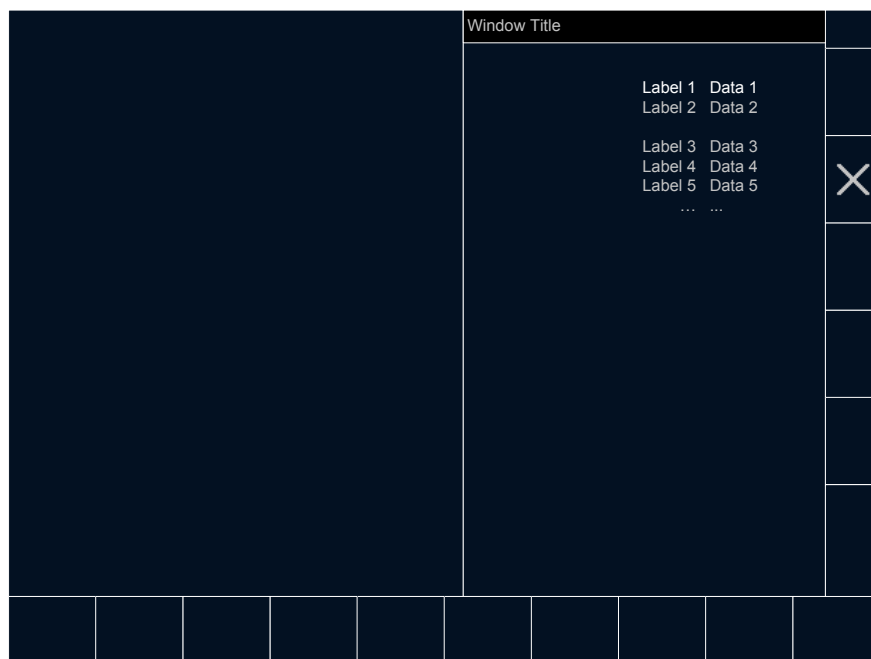 Window Title
Label 1 Data 1
Label 2 Data 2
Label 3 Data 3
Label 4 Data 4
Label 5 Data 5
… ...